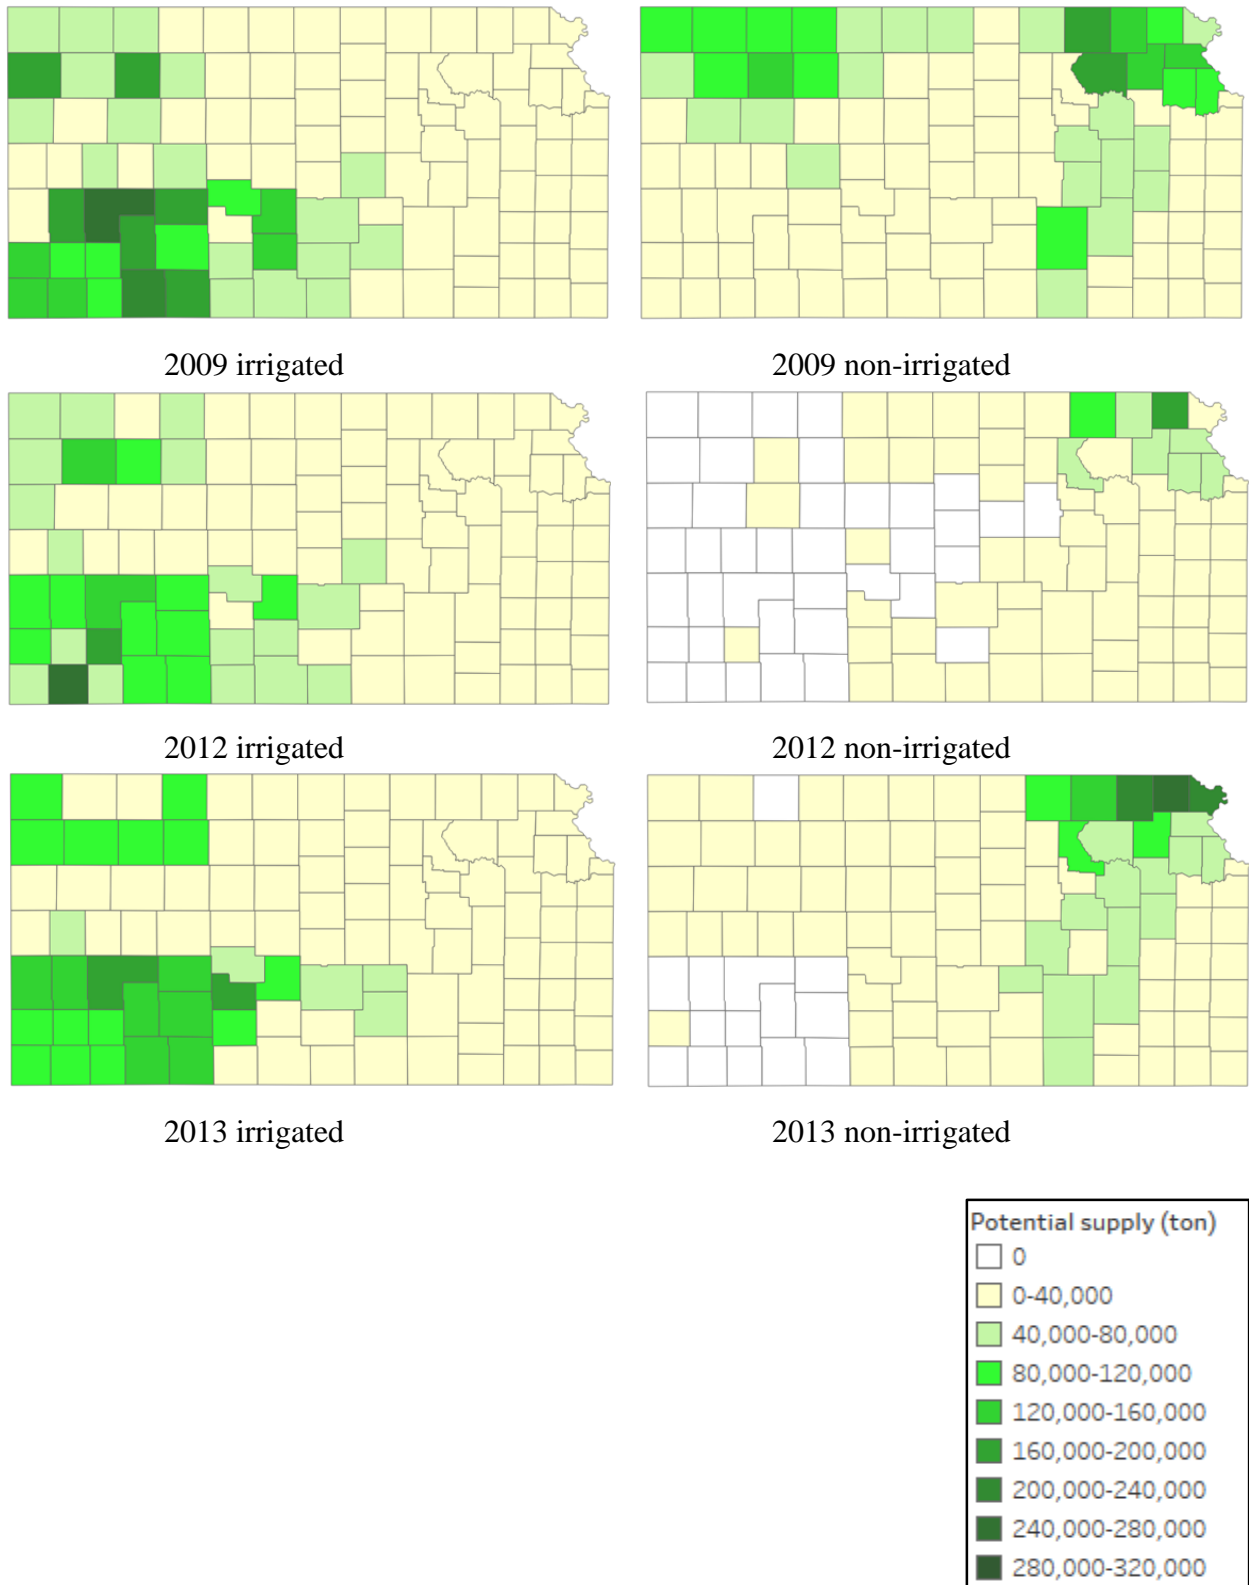 2009 irrigated
2009 non-irrigated
2012 irrigated
2012 non-irrigated
2013 irrigated
2013 non-irrigated
Potential supply (ton)
0
0-40,000
40,000-80,000
80,000-120,000
120,000-160,000
160,000-200,000
200,000-240,000
240,000-280,000
280,000-320,000